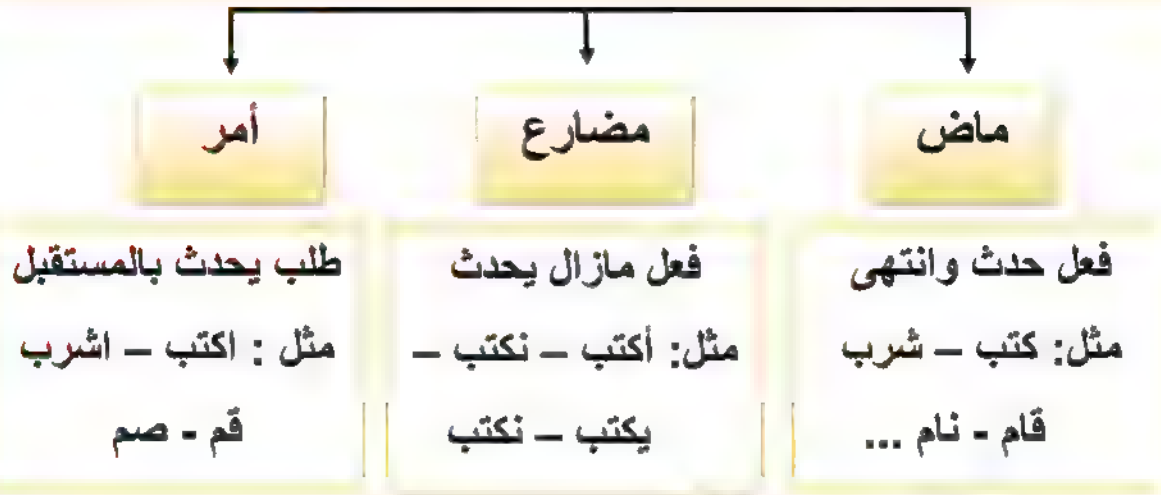 ماض
مضارع
أمر
فعل حدث وانتهى
مثل: كتب – شرب
قام - نام ...
فعل مازال يحدث
مثل: أكتب – نكتب –
يكتب – نكتب
طلب يحدث بالمستقبل
مثل : اكتب – اشرب
قم - صم